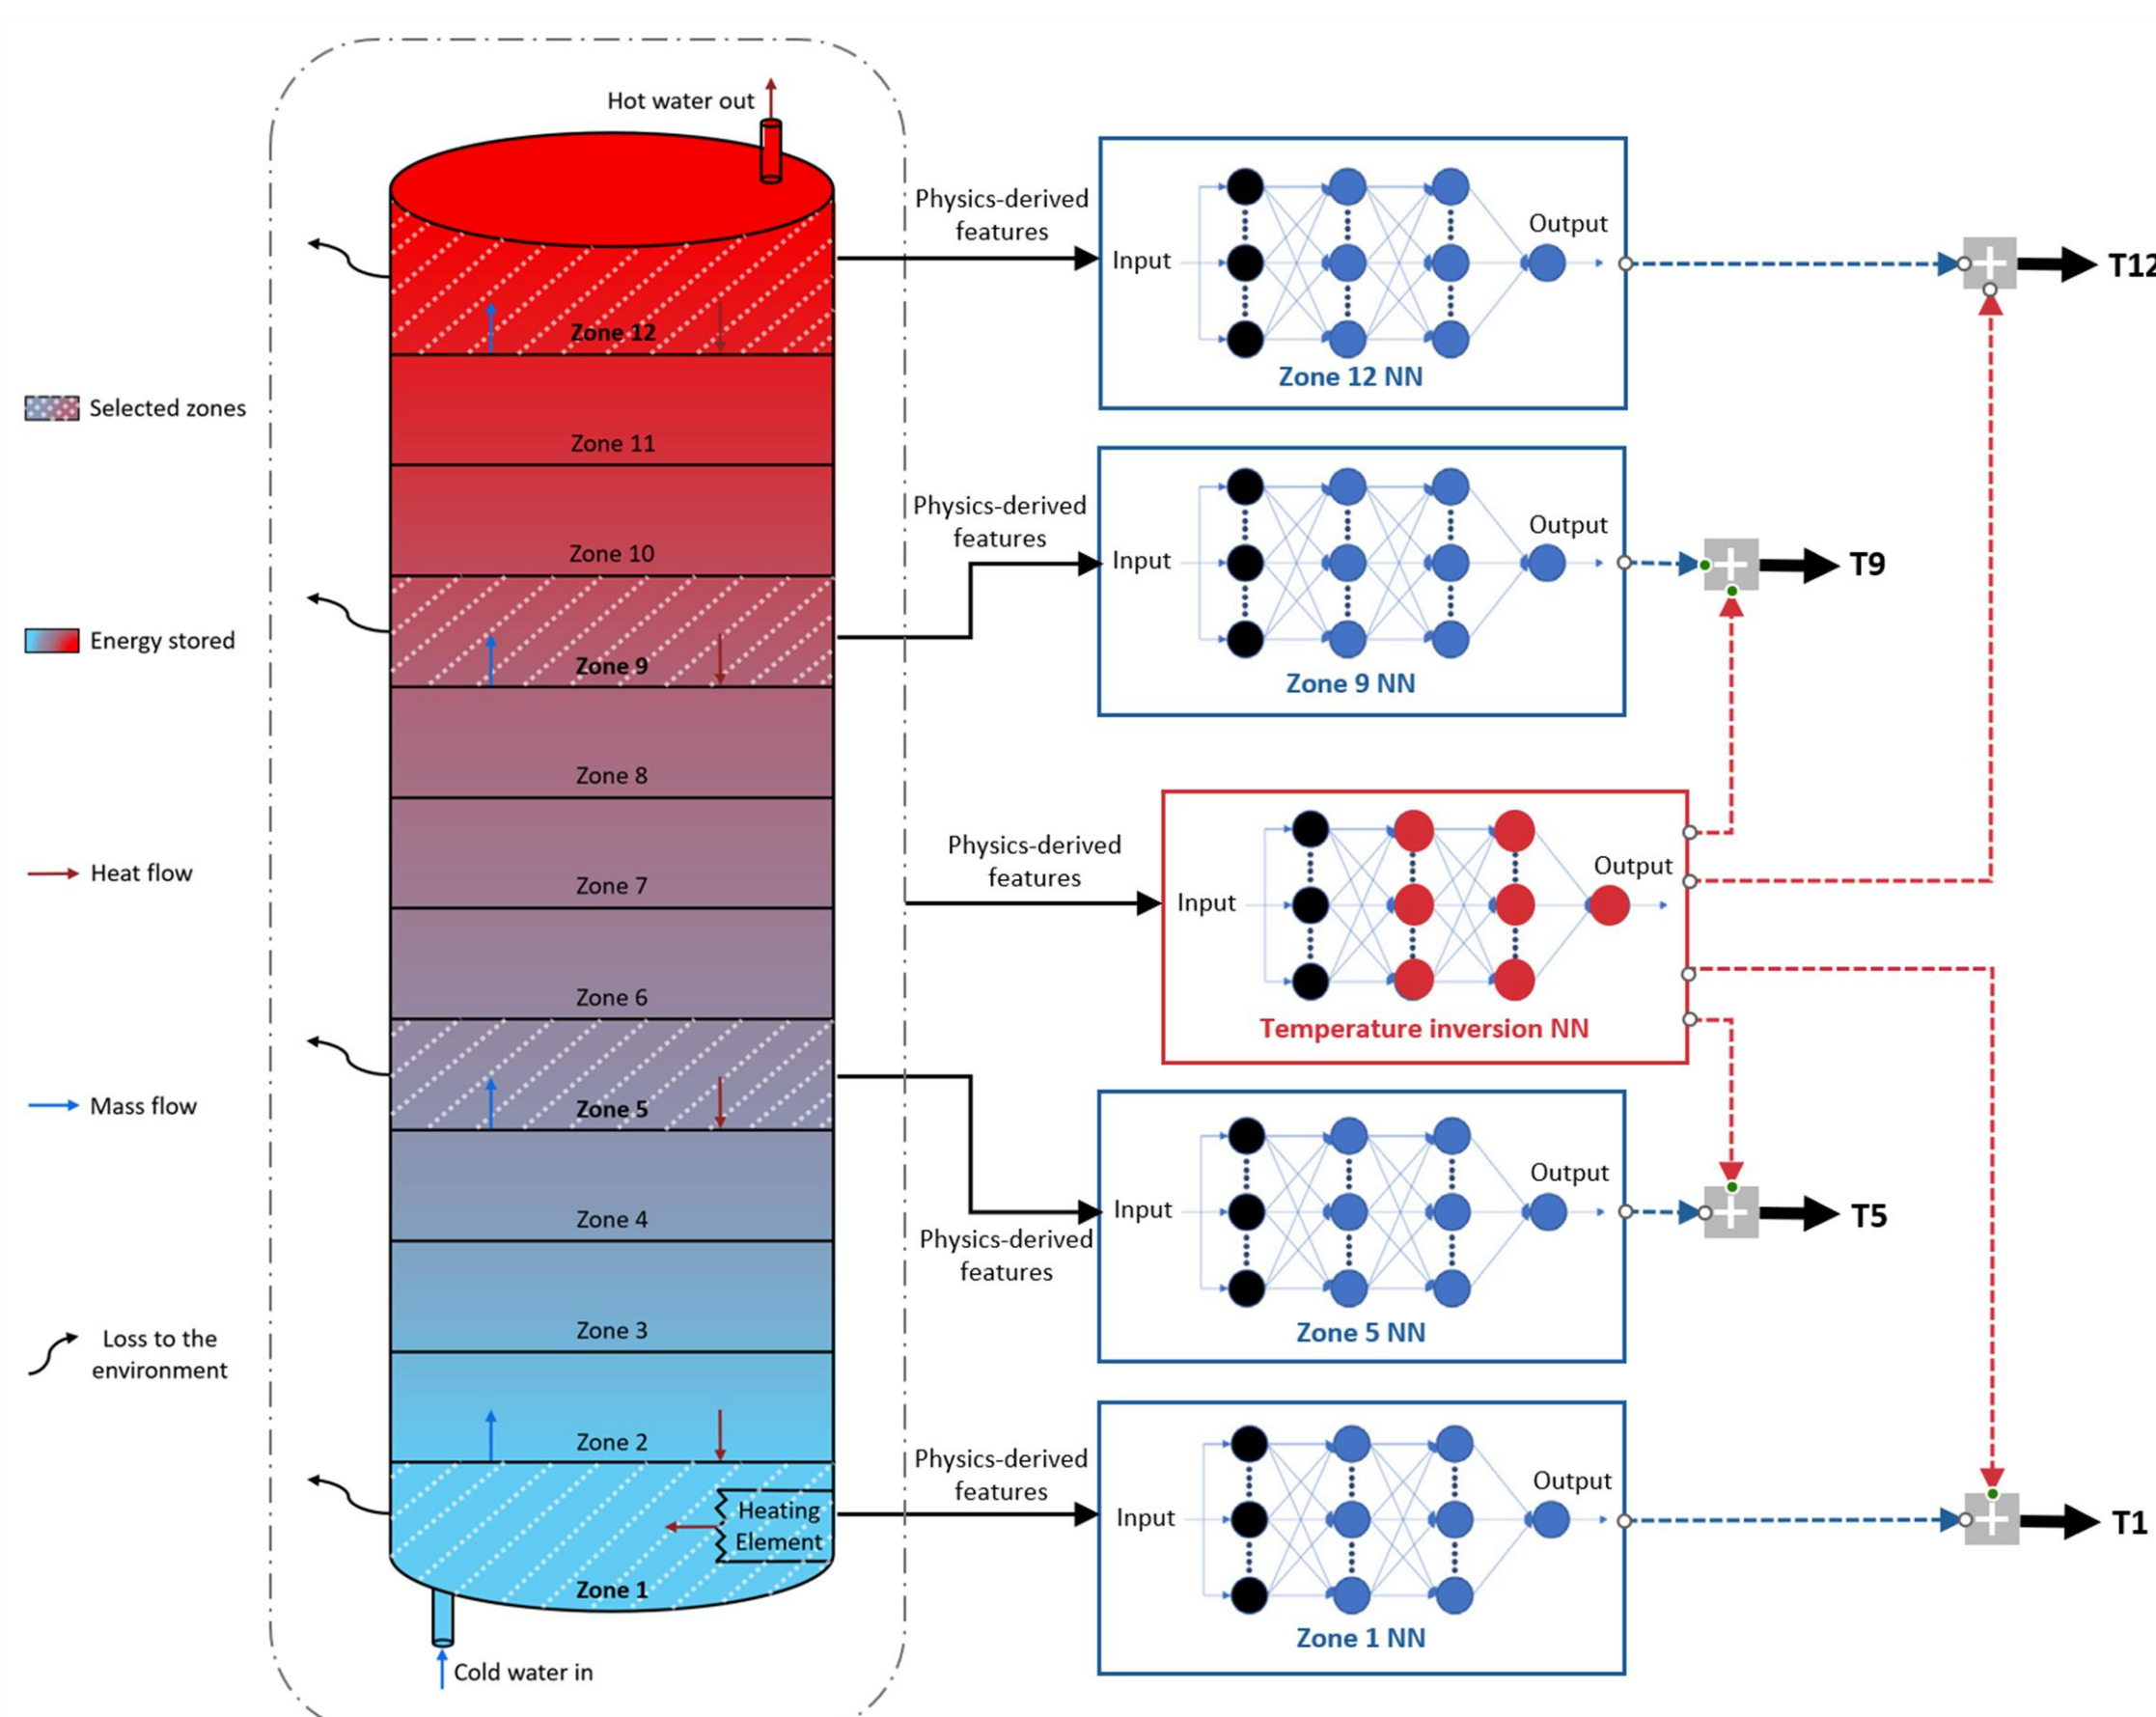 Hot water out
Zone 12
Zone 11
Zone 10
Zone 9
Zone 8
Zone 7
Zone 6
Zone 5
Zone 4
Zone 3
Zone 2
Heating
Element
Zone 1
Cold water in
Selected zones
Energy stored
Heat flow
Mass flow
Loss to the
environment
Physics-derived
features
Input
Output
Zone 12 NN
T12
Physics-derived
features
Input
Output
Zone 9 NN
T9
Physics-derived
features
Input
Output
Temperature inversion NN
Physics-derived
features
Input
Output
Zone 5 NN
T5
Physics-derived
features
Input
Output
Zone 1 NN
T1